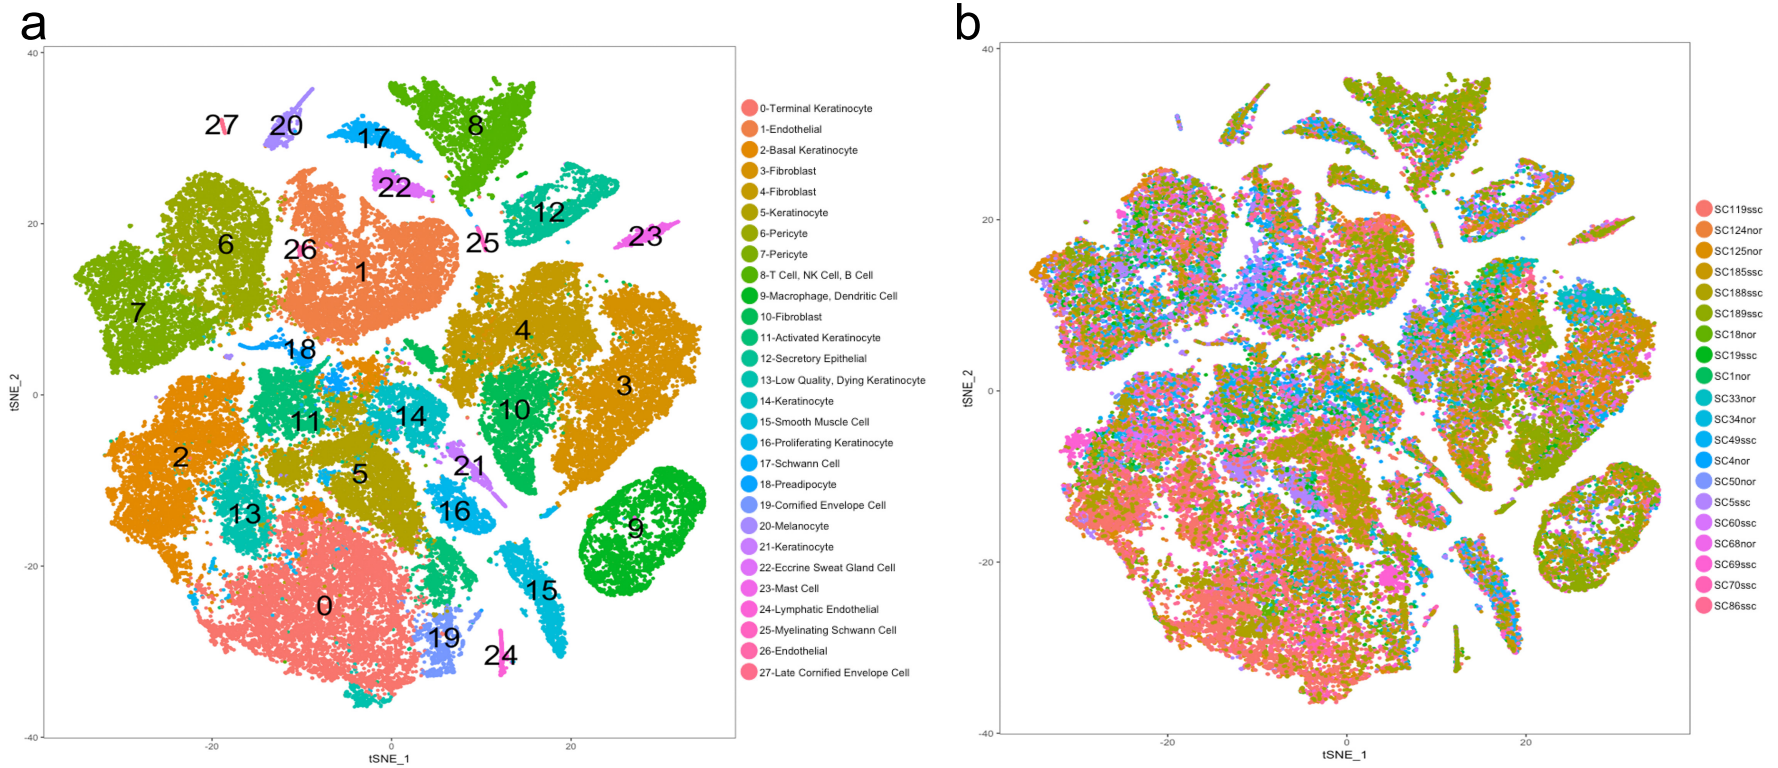 a
40
20
0
-20
-40
-20
0
20
tSNE_1
tSNE_2
27
20
17
8
22
12
6
26
25
23
1
7
18
4
3
11
14
10
2
5
21
13
16
9
0
15
19
24
0-Terminal Keratinocyte
1-Endothelial
2-Basal Keratinocyte
3-Fibroblast
4-Fibroblast
5-Keratinocyte
6-Pericyte
7-Pericyte
8-T Cell, NK Cell, B Cell
9-Macrophage, Dendritic Cell
10-Fibroblast
11-Activated Keratinocyte
12-Secretory Epithelial
13-Low Quality, Dying Keratinocyte
14-Keratinocyte
15-Smooth Muscle Cell
16-Proliferating Keratinocyte
17-Schwann Cell
18-Preadipocyte
19-Cornified Envelope Cell
20-Melanocyte
21-Keratinocyte
22-Eccrine Sweat Gland Cell
23-Mast Cell
24-Lymphatic Endothelial
25-Myelinating Schwann Cell
26-Endothelial
27-Late Cornified Envelope Cell
b
40
20
0
-20
-40
-20
0
20
tSNE_1
tSNE_2
SC119ssc
SC124nor
SC125nor
SC185ssc
SC188ssc
SC189ssc
SC18nor
SC19ssc
SC1nor
SC33nor
SC34nor
SC49ssc
SC4nor
SC50nor
SC5ssc
SC60ssc
SC68nor
SC69ssc
SC70ssc
SC86ssc